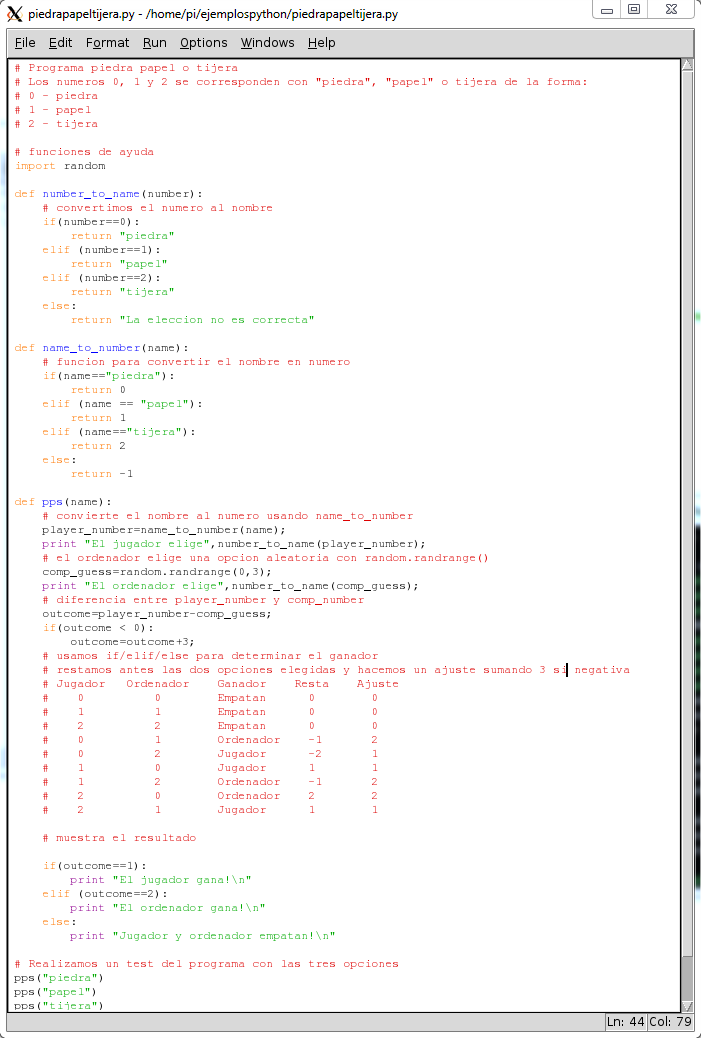 piedrapapeltijera.py - /home/pi/ejemplospython/piedrapapeltijera.py
File Edit Format Run Options Windows Help
# Programa piedra papel o tijera
# Los numeros 0, 1 y 2 se corresponden con "piedra", "papel" o tijera de la forma:
# 0 - piedra
# 1 - papel
# 2 - tijera

# funciones de ayuda
import random

def number_to_name(number):
    # convertimos el numero al nombre
    if(number==0):
        return "piedra"
    elif (number==1):
        return "papel"
    elif (number==2):
        return "tijera"
    else:
        return "La eleccion no es correcta"

def name_to_number(name):
    # funcion para convertir el nombre en numero
    if(name=="piedra"):
        return 0
    elif (name == "papel"):
        return 1
    elif (name=="tijera"):
        return 2
    else:
        return -1

def pps(name):
    # convierte el nombre al numero usando name_to_number
    player_number=name_to_number(name);
    print "El jugador elige",number_to_name(player_number);
    # el ordenador elige una opcion aleatoria con random.randrange()
    comp_guess=random.randrange(0,3);
    print "El ordenador elige",number_to_name(comp_guess);
    # diferencia entre player_number y comp_number
    outcome=player_number-comp_guess;
    if(outcome < 0):
        outcome=outcome+3;
    # usamos if/elif/else para determinar el ganador
    # restamos antes las dos opciones elegidas y hacemos un ajuste sumando 3 si negativa
    # Jugador   Ordenador    Ganador    Resta    Ajuste
    #    0          0        Empatan      0        0
    #    1          1        Empatan      0        0
    #    2          2        Empatan      0        0
    #    0          1        Ordenador    -1       2
    #    0          2        Jugador      -2       1
    #    1          0        Jugador      1        1
    #    1          2        Ordenador    -1       2
    #    2          0        Ordenador    2        2
    #    2          1        Jugador      1        1

    # muestra el resultado

    if(outcome==1):
        print "El jugador gana!\n"
    elif (outcome==2):
        print "El ordenador gana!\n"
    else:
        print "Jugador y ordenador empatan!\n"

# Realizamos un test del programa con las tres opciones
pps("piedra")
pps("papel")
pps("tijera")
Ln: 44 Col: 79